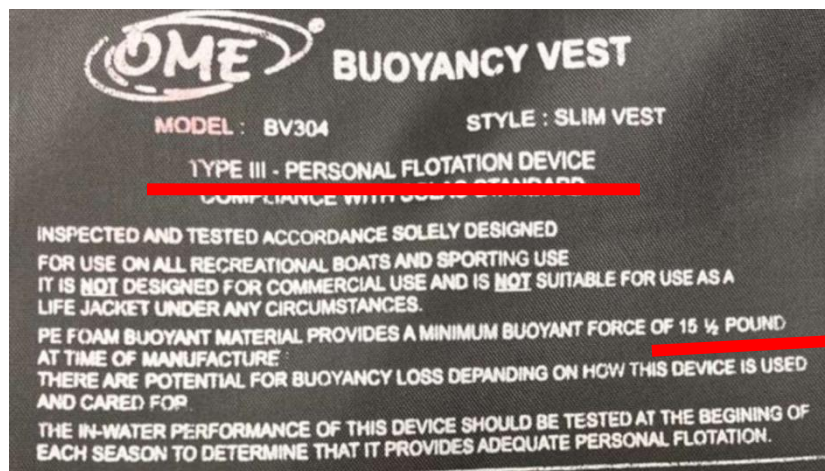 OME BUOYANCY VEST
MODEL : BV304 STYLE : SLIM VEST
TYPE III - PERSONAL FLOTATION DEVICE
COMPLIANCE WITH SOLAS STANDARD
INSPECTED AND TESTED ACCORDANCE SOLELY DESIGNED
FOR USE ON ALL RECREATIONAL BOATS AND SPORTING USE
IT IS NOT DESIGNED FOR COMMERCIAL USE AND IS NOT SUITABLE FOR USE AS A
LIFE JACKET UNDER ANY CIRCUMSTANCES.
PE FOAM BUOYANT MATERIAL PROVIDES A MINIMUM BUOYANT FORCE OF 15 ½ POUND
AT TIME OF MANUFACTURE
THERE ARE POTENTIAL FOR BUOYANCY LOSS DEPANDING ON HOW THIS DEVICE IS USED
AND CARED FOR
THE IN-WATER PERFORMANCE OF THIS DEVICE SHOULD BE TESTED AT THE BEGINING OF
EACH SEASON TO DETERMINE THAT IT PROVIDES ADEQUATE PERSONAL FLOTATION.